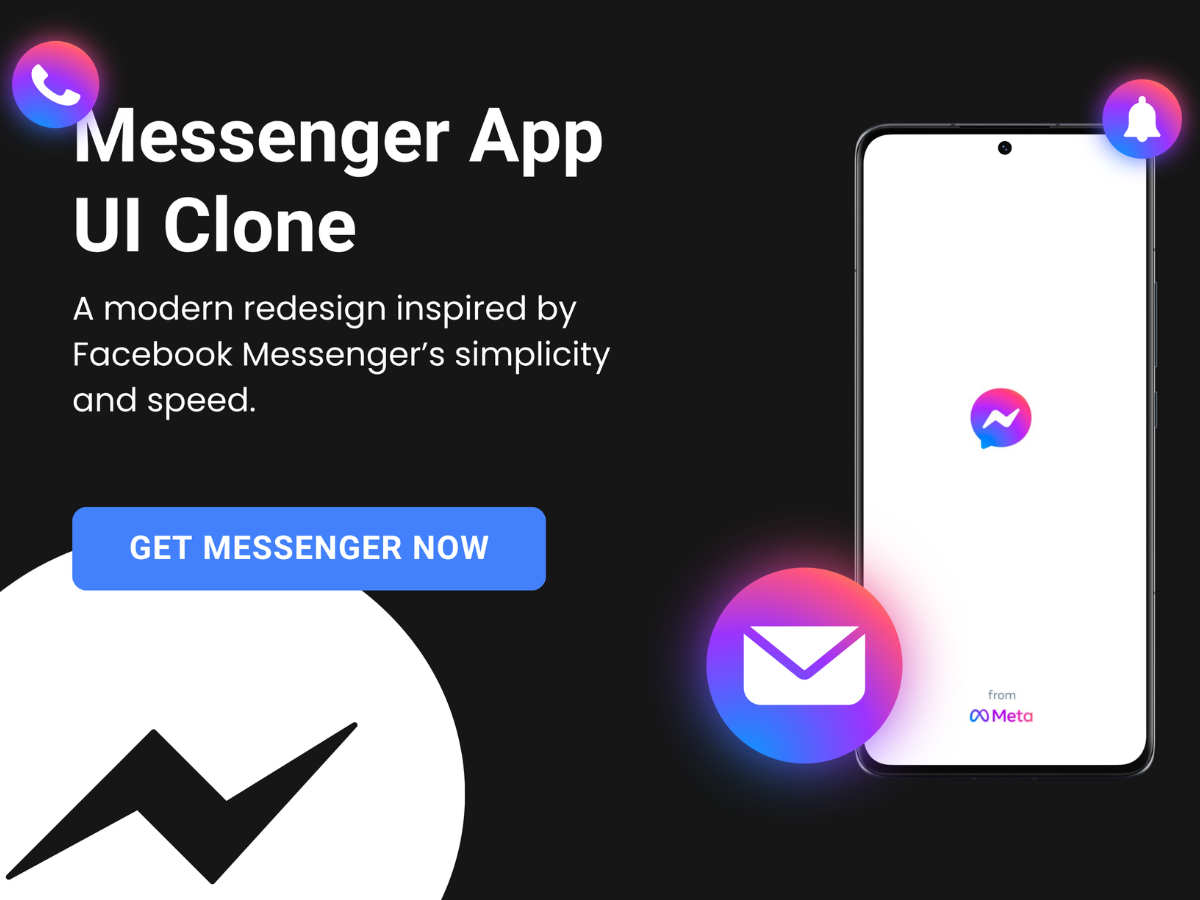 Messenger App
UI Clone
A modern redesign inspired by
Facebook Messenger’s simplicity
and speed.
GET MESSENGER NOW
from
Meta